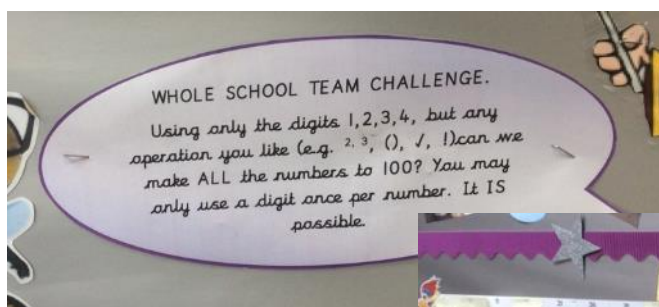 WHOLE SCHOOL TEAM CHALLENGE.
Using only the digits 1,2,3,4, but any
operation you like (e.g. ², ³, (), √, !)can we
make ALL the numbers to 100? You may
only use a digit once per number. It IS
possible.